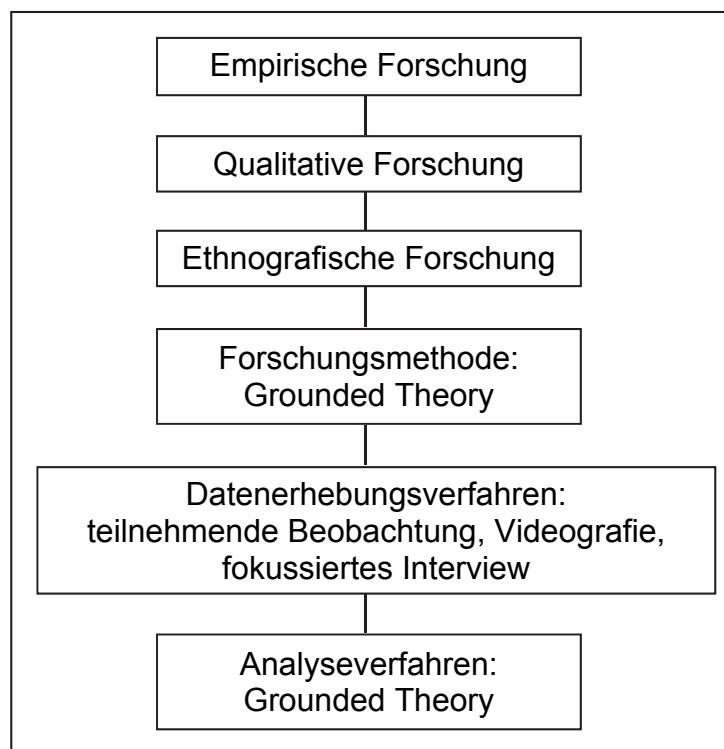 Empirische Forschung
Qualitative Forschung
Ethnografische Forschung
Forschungsmethode:
Grounded Theory
Datenerhebungsverfahren:
teilnehmende Beobachtung, Videografie,
fokussiertes Interview
Analyseverfahren:
Grounded Theory